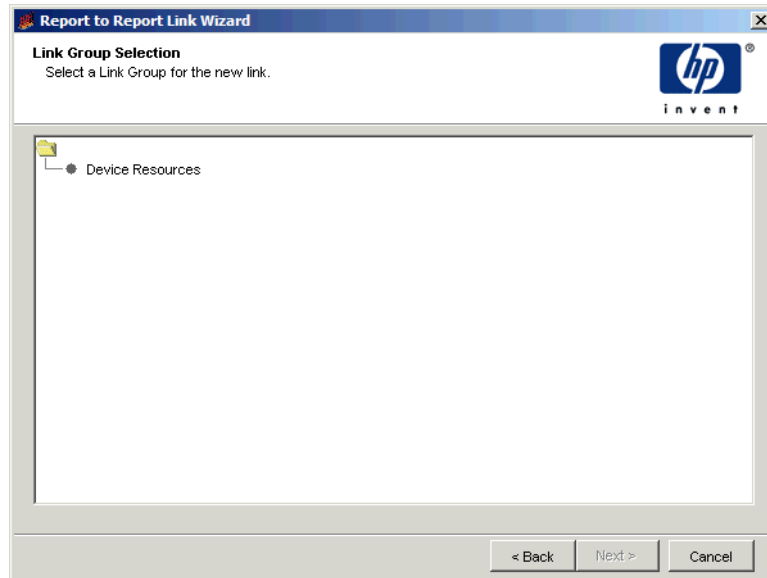 Report to Report Link Wizard
Link Group Selection
Select a Link Group for the new link.
hp
®
invent
Device Resources
< Back
Next >
Cancel